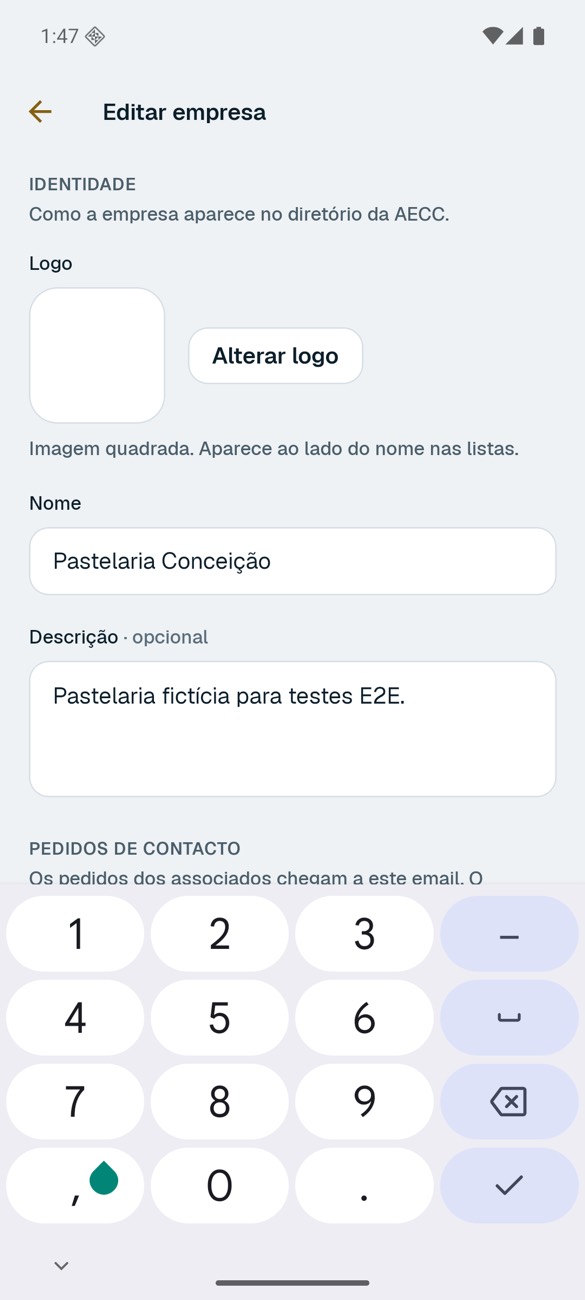 1:47
Editar empresa
IDENTIDADE
Como a empresa aparece no diretório da AECC.
Logo
Alterar logo
Imagem quadrada. Aparece ao lado do nome nas listas.
Nome
Pastelaria Conceição
Descrição · opcional
Pastelaria fictícia para testes E2E.
PEDIDOS DE CONTACTO
Os pedidos dos associados chegam a este email. O
1 2 3 –
4 5 6
7 8 9
, 0 .